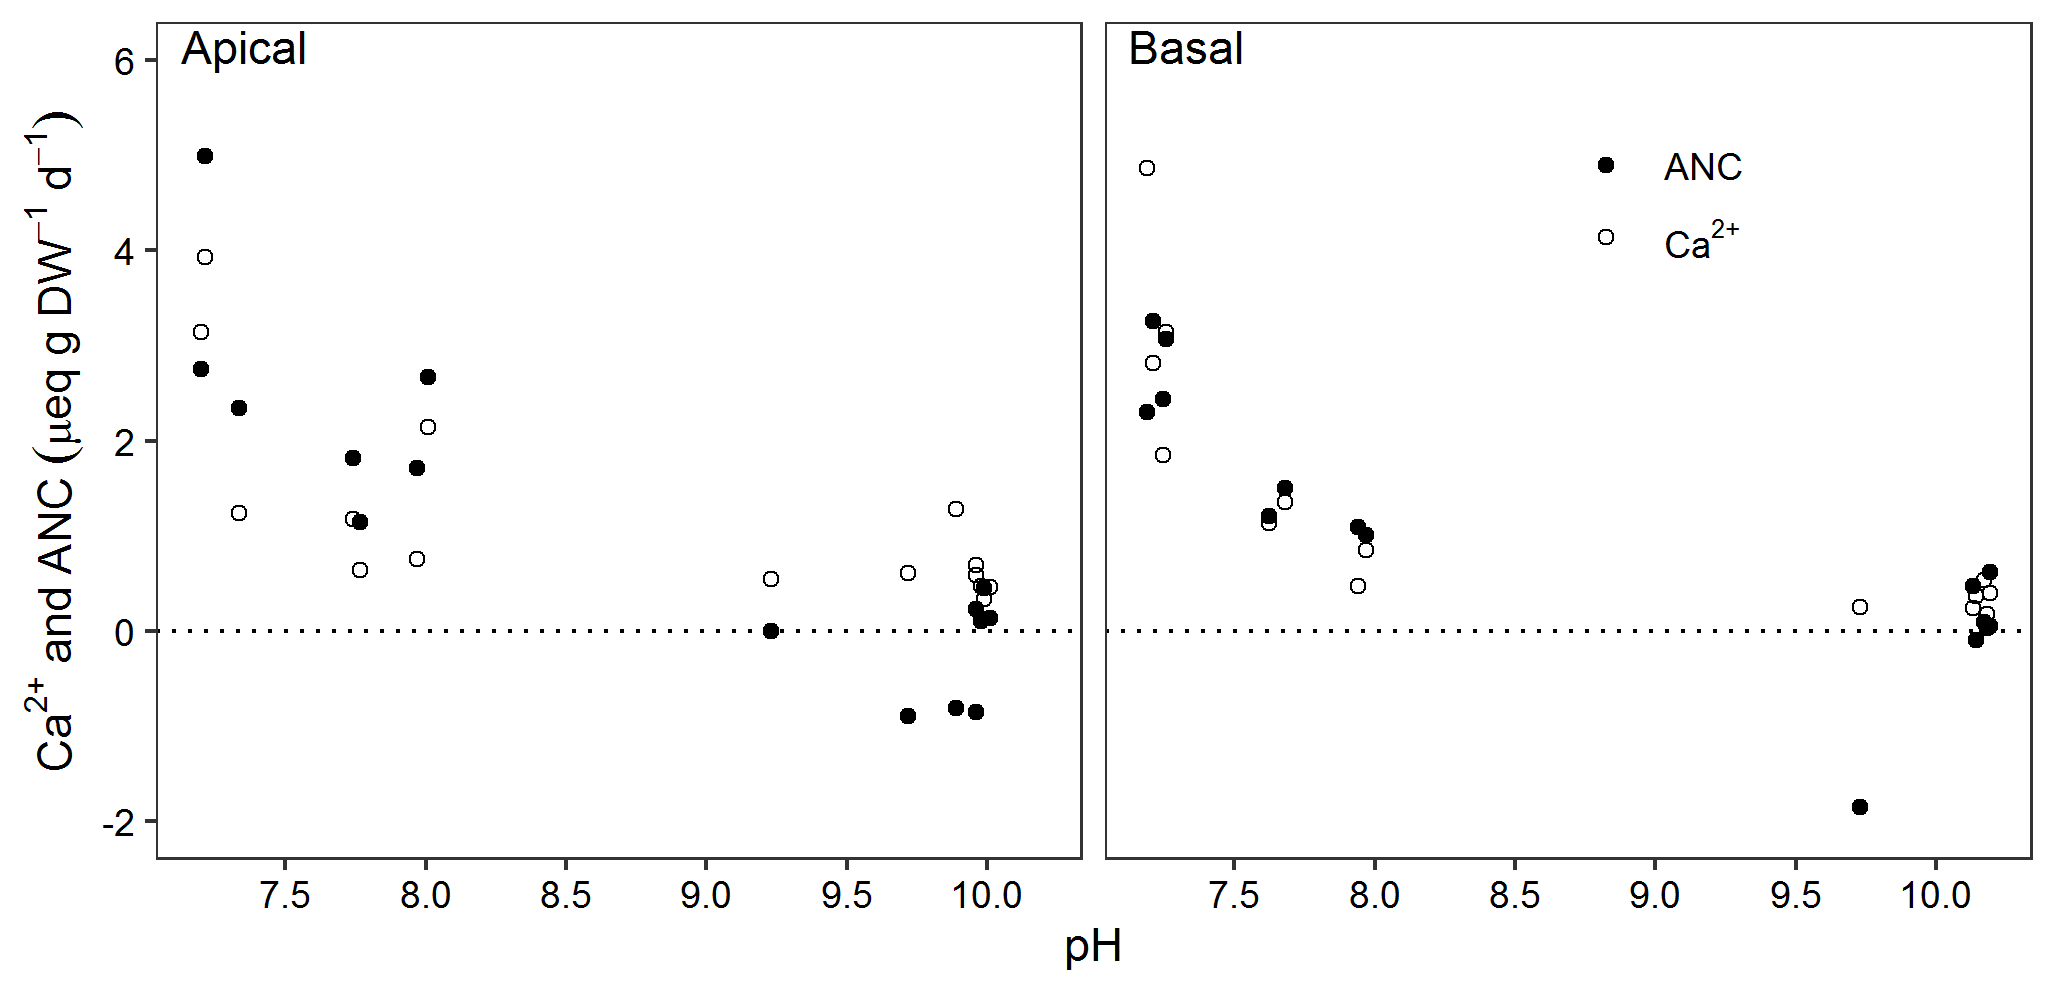 Apical
Basal
ANC
Ca²⁺
6
4
2
0
-2
Ca²⁺ and ANC (μeq g DW⁻¹ d⁻¹)
7.5 8.0 8.5 9.0 9.5 10.0
7.5 8.0 8.5 9.0 9.5 10.0
pH